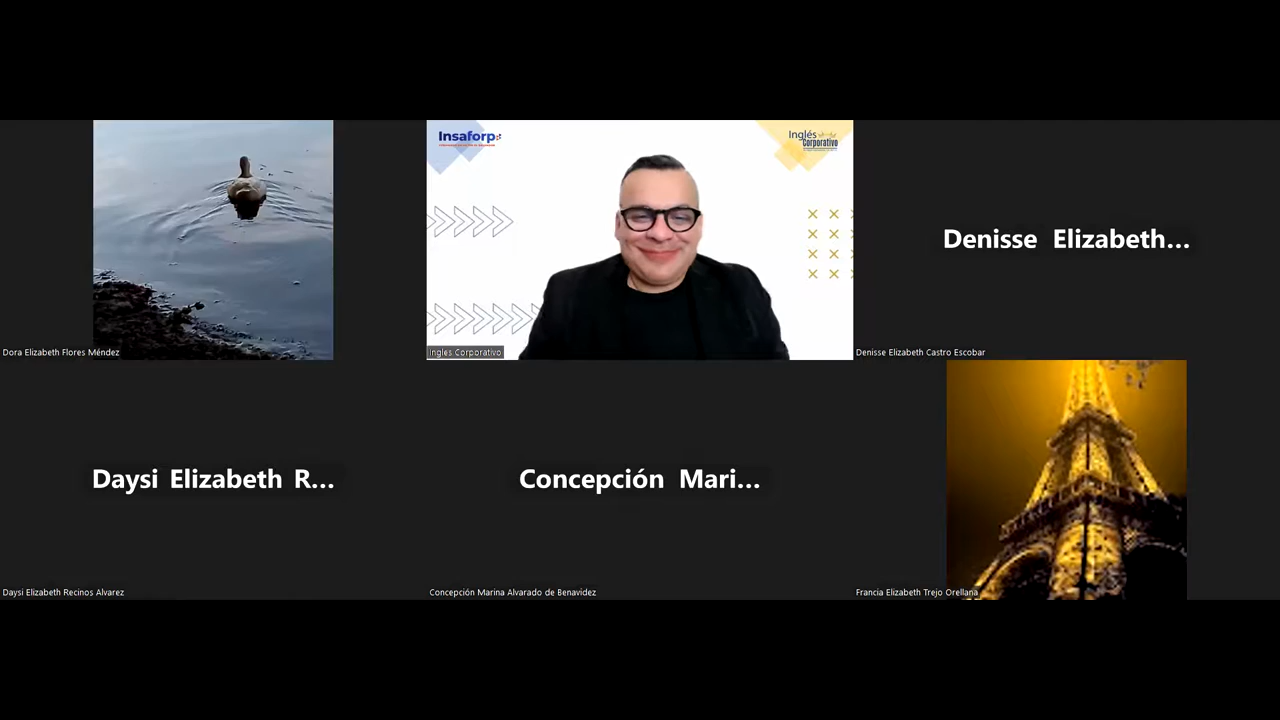 Insaforp
Inglés
Corporativo
Denisse Elizabeth...
Dora Elizabeth Flores Méndez
Ingles Corporativo
Denisse Elizabeth Castro Escobar
Daysi Elizabeth R...
Concepción Mari...
Daysi Elizabeth Recinos Alvarez
Concepción Marina Alvarado de Benavidez
Francia Elizabeth Trejo Orellana